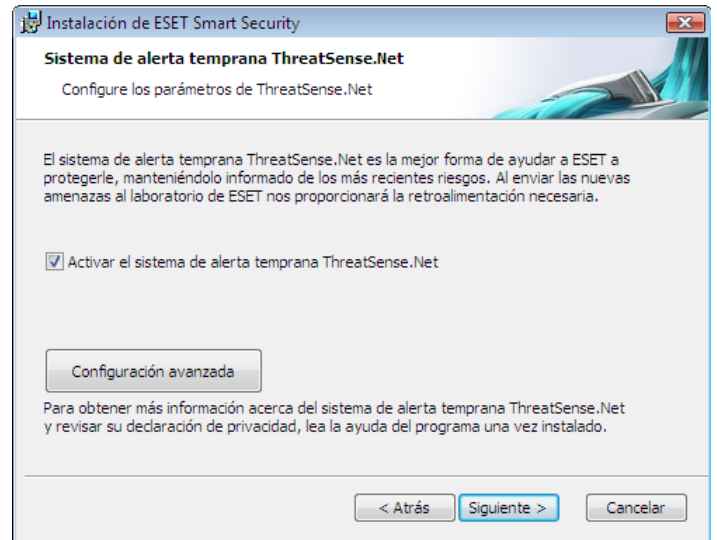 Instalación de ESET Smart Security
Sistema de alerta temprana ThreatSense.Net
Configure los parámetros de ThreatSense.Net
El sistema de alerta temprana ThreatSense.Net es la mejor forma de ayudar a ESET a
protegerle, manteniéndolo informado de los más recientes riesgos. Al enviar las nuevas
amenazas al laboratorio de ESET nos proporcionará la retroalimentación necesaria.
Activar el sistema de alerta temprana ThreatSense.Net
Configuración avanzada
Para obtener más información acerca del sistema de alerta temprana ThreatSense.Net
y revisar su declaración de privacidad, lea la ayuda del programa una vez instalado.
< Atrás Siguiente > Cancelar